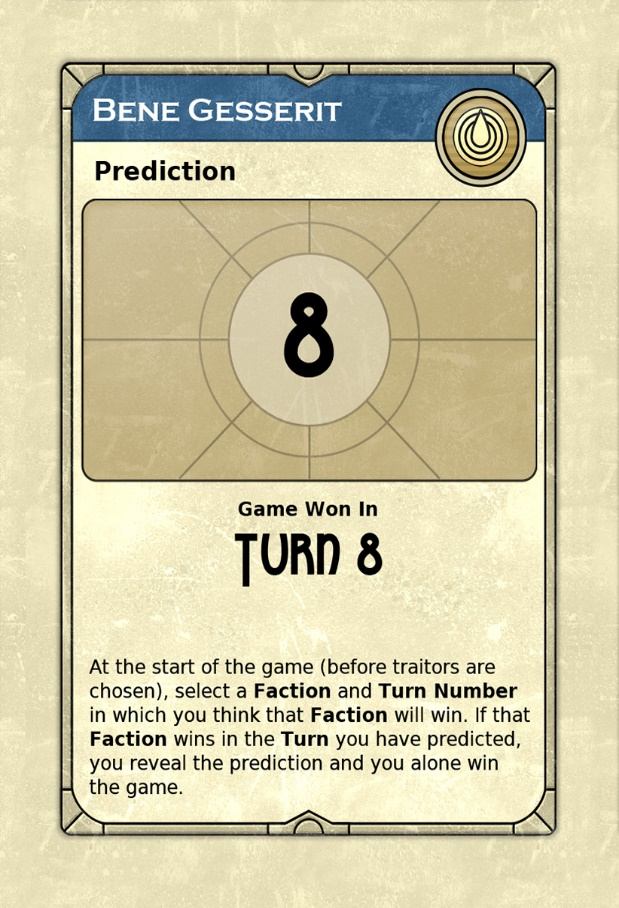 BENE GESSERIT
Prediction
8
Game Won In
TURN 8
At the start of the game (before traitors are
chosen), select a Faction and Turn Number
in which you think that Faction will win. If that
Faction wins in the Turn you have predicted,
you reveal the prediction and you alone win
the game.